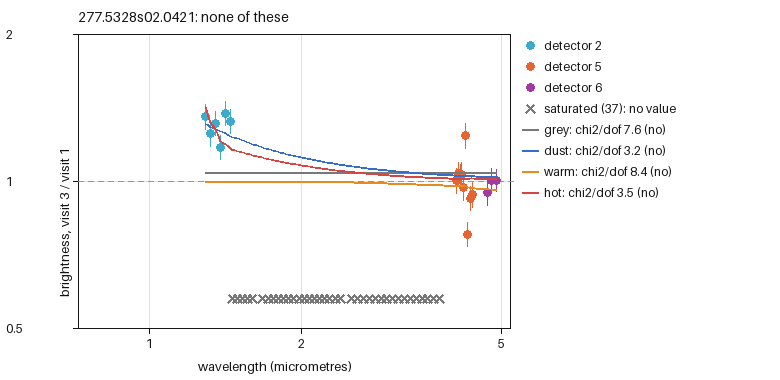 277.5328s02.0421: none of these
brightness, visit 3 / visit 1
2
1
0.5
1
2
5
wavelength (micrometres)
detector 2
detector 5
detector 6
saturated (37): no value
grey: chi2/dof 7.6 (no)
dust: chi2/dof 3.2 (no)
warm: chi2/dof 8.4 (no)
hot: chi2/dof 3.5 (no)